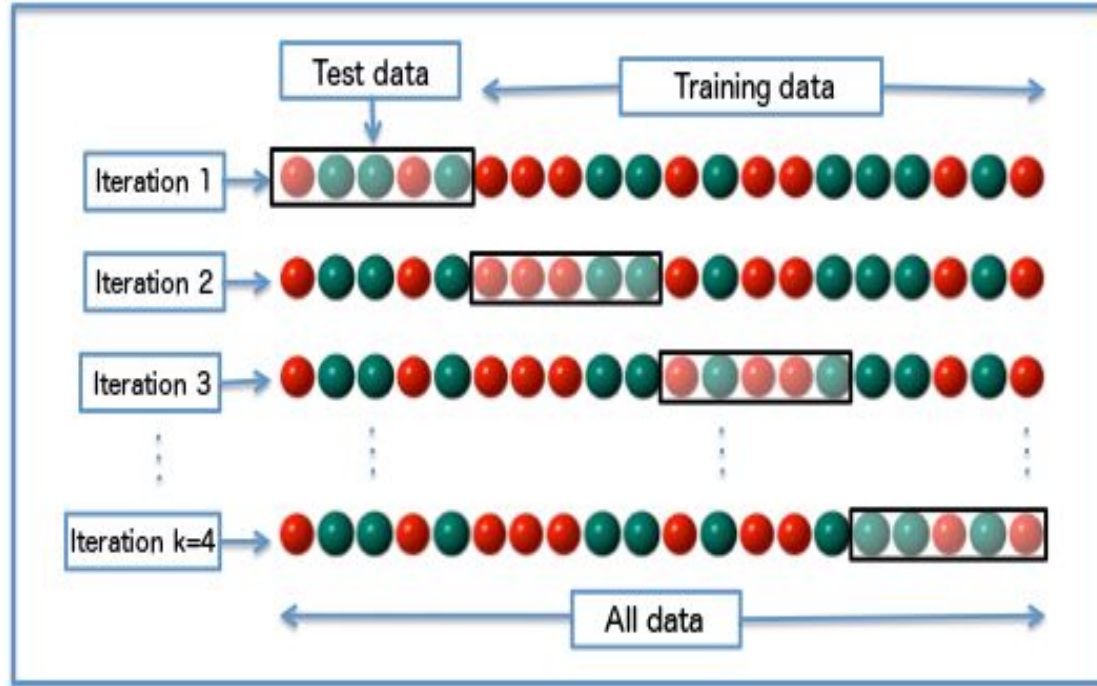 Test data
Training data
Iteration 1
Iteration 2
Iteration 3
Iteration k=4
All data